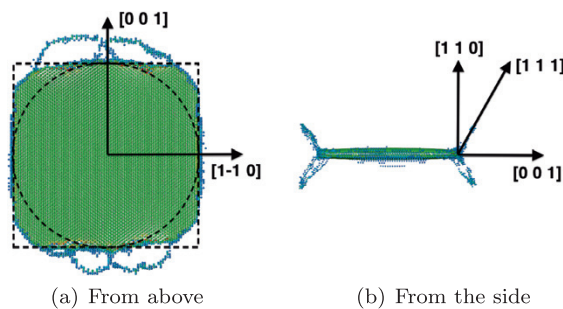 [0 0 1]
[1-1 0]
[1 1 0]
[1 1 1]
[0 0 1]
(a) From above
(b) From the side